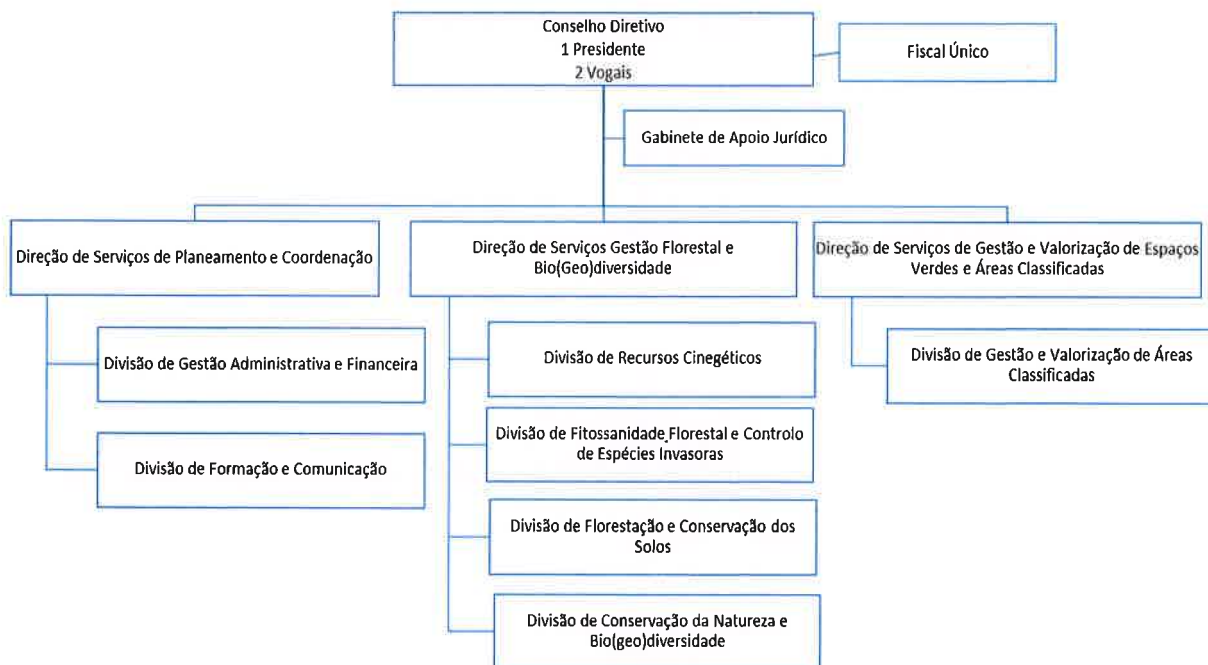 Conselho Diretivo
1 Presidente
2 Vogais
Fiscal Único
Gabinete de Apoio Jurídico
Direção de Serviços de Planeamento e Coordenação
Direção de Serviços Gestão Florestal e
Bio(Geo)diversidade
Direção de Serviços de Gestão e Valorização de Espaços
Verdes e Áreas Classificadas
Divisão de Gestão Administrativa e Financeira
Divisão de Formação e Comunicação
Divisão de Recursos Cinegéticos
Divisão de Fitossanidade Florestal e Controlo
de Espécies Invasoras
Divisão de Florestação e Conservação dos
Solos
Divisão de Conservação da Natureza e
Bio(geo)diversidade
Divisão de Gestão e Valorização de Áreas
Classificadas